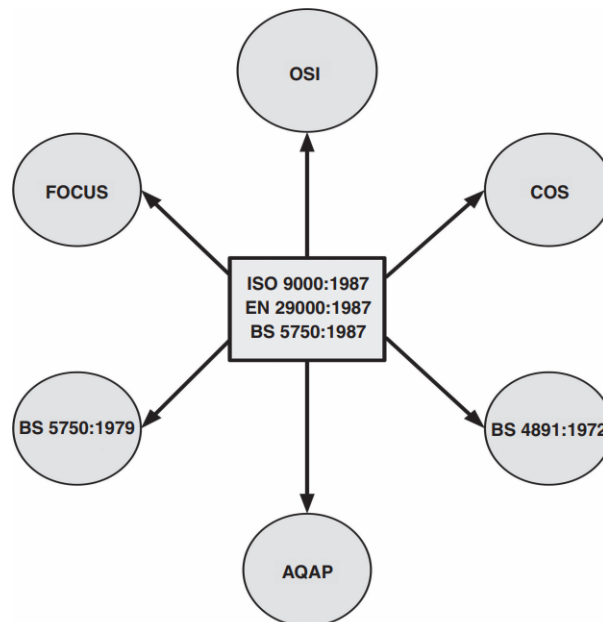 OSI
FOCUS
COS
ISO 9000:1987
EN 29000:1987
BS 5750:1987
BS 5750:1979
BS 4891:1972
AQAP